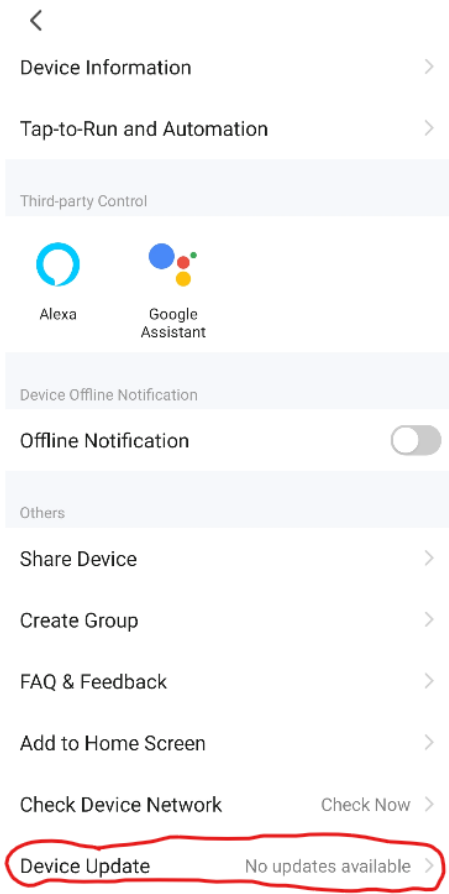 Device Information
Tap-to-Run and Automation
Third-party Control
Alexa
Google
Assistant
Device Offline Notification
Offline Notification
Others
Share Device
Create Group
FAQ & Feedback
Add to Home Screen
Check Device Network Check Now
Device Update No updates available